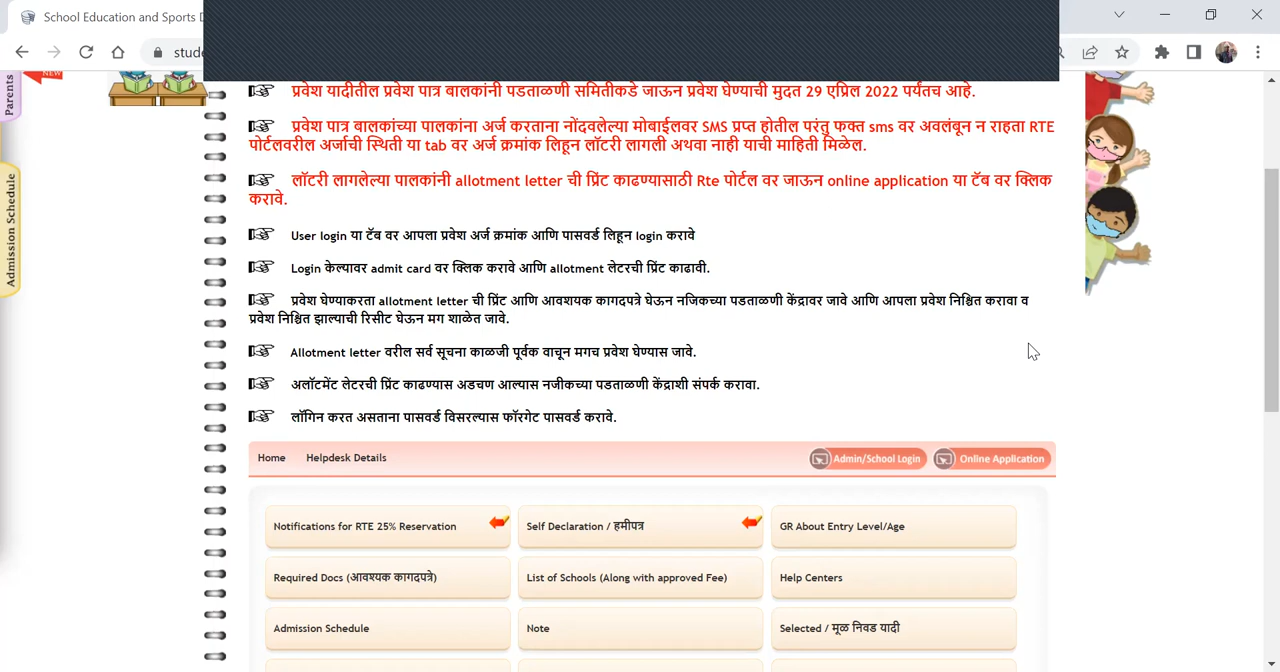 School Education and Sports D
stude
NEW
Parents
Admission Schedule
प्रवेश यादीतील प्रवेश पात्र बालकांनी पडताळणी समितीकडे जाऊन प्रवेश घेण्याची मुदत 29 एप्रिल 2022 पर्यंतच आहे.
प्रवेश पात्र बालकांच्या पालकांना अर्ज करताना नोंदवलेल्या मोबाईलवर SMS प्राप्त होतील परंतु फक्त sms वर अवलंबून न राहता RTE
पोर्टलवरील अर्जाची स्थिती या tab वर अर्ज क्रमांक लिहून लॉटरी लागली अथवा नाही याची माहिती मिळेल.
लॉटरी लागलेल्या पालकांनी allotment letter ची प्रिंट काढण्यासाठी Rte पोर्टल वर जाऊन online application या टॅब वर क्लिक
करावे.
User login या टॅब वर आपला प्रवेश अर्ज क्रमांक आणि पासवर्ड लिहून login करावे
Login केल्यावर admit card वर क्लिक करावे आणि allotment लेटरची प्रिंट काढावी.
प्रवेश घेण्याकरता allotment letter ची प्रिंट आणि आवशयक कागदपत्रे घेऊन नजिकच्या पडताळणी केंद्रावर जावे आणि आपला प्रवेश निश्चित करावा व
प्रवेश निश्चित झाल्याची रिसीट घेऊन मग शाळेत जावे.
Allotment letter वरील सर्व सूचना काळजी पूर्वक वाचून मगच प्रवेश घेण्यास जावे.
अलॉटमेंट लेटरची प्रिंट काढण्यास अडचण आल्यास नजीकच्या पडताळणी केंद्राशी संपर्क करावा.
लॉगिन करत असताना पासवर्ड विसरल्यास फॉरगेट पासवर्ड करावे.
Home Helpdesk Details Admin/School Login Online Application
Notifications for RTE 25% Reservation Self Declaration / हमीपत्र GR About Entry Level/Age
Required Docs (आवश्यक कागदपत्रे) List of Schools (Along with approved Fee) Help Centers
Admission Schedule Note Selected / मूळ निवड यादी